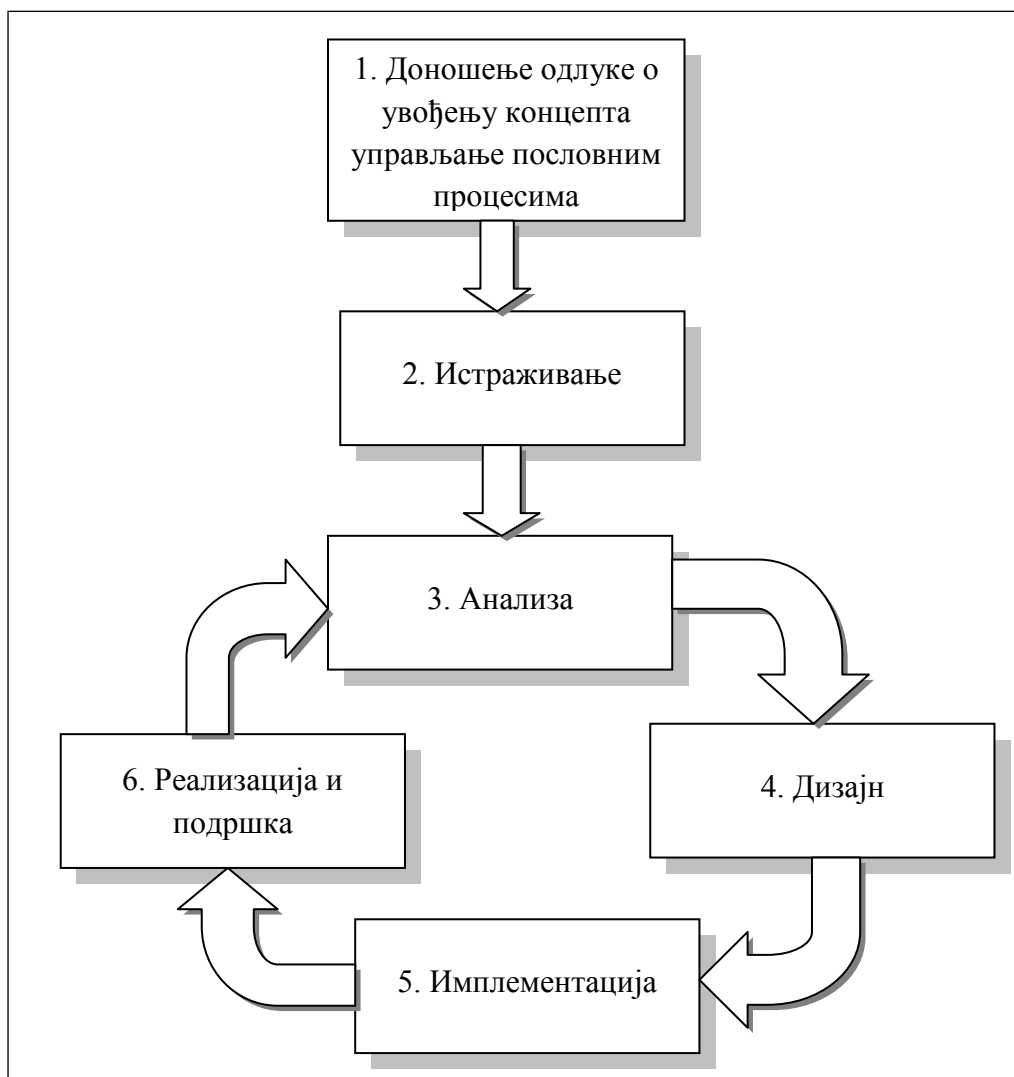 1. Доношење одлуке о
увођењу концепта
управљање пословним
процесима
2. Истраживање
3. Анализа
4. Дизајн
5. Имплементација
6. Реализација и
подршка